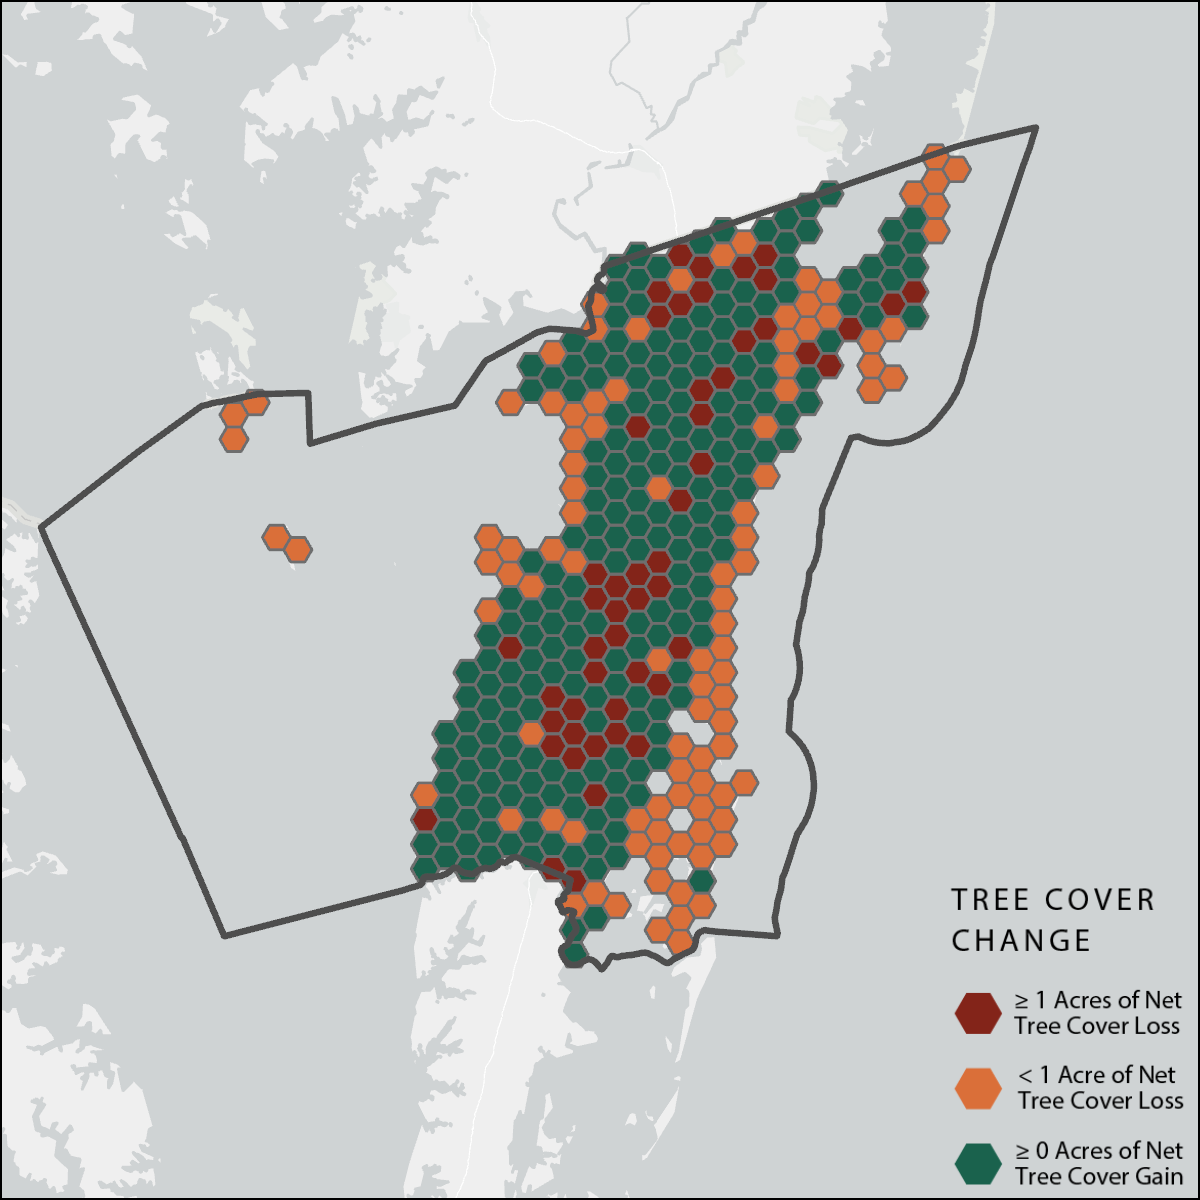 TREE COVER
CHANGE
≥ 1 Acres of Net
Tree Cover Loss
< 1 Acre of Net
Tree Cover Loss
≥ 0 Acres of Net
Tree Cover Gain